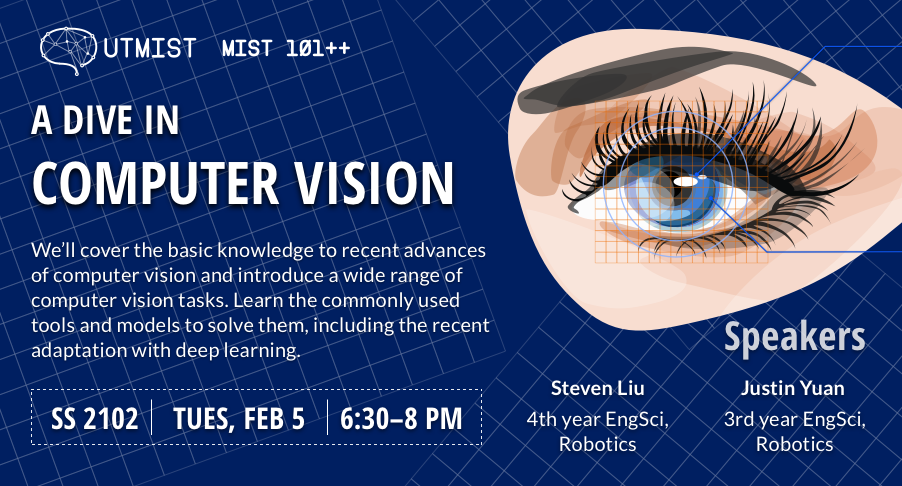 UTMIST MIST 101++
A DIVE IN
COMPUTER VISION
We’ll cover the basic knowledge to recent advances
of computer vision and introduce a wide range of
computer vision tasks. Learn the commonly used
tools and models to solve them, including the recent
adaptation with deep learning.
SS 2102 TUES, FEB 5 6:30–8 PM
Speakers
Steven Liu
4th year EngSci,
Robotics
Justin Yuan
3rd year EngSci,
Robotics